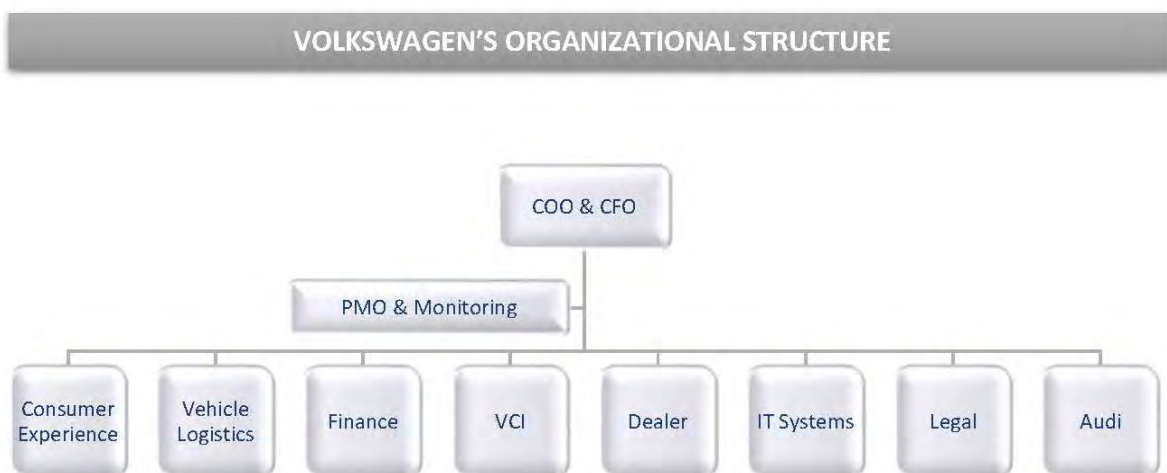 VOLKSWAGEN'S ORGANIZATIONAL STRUCTURE
COO & CFO
PMO & Monitoring
Consumer
Experience
Vehicle
Logistics
Finance
VCI
Dealer
IT Systems
Legal
Audi